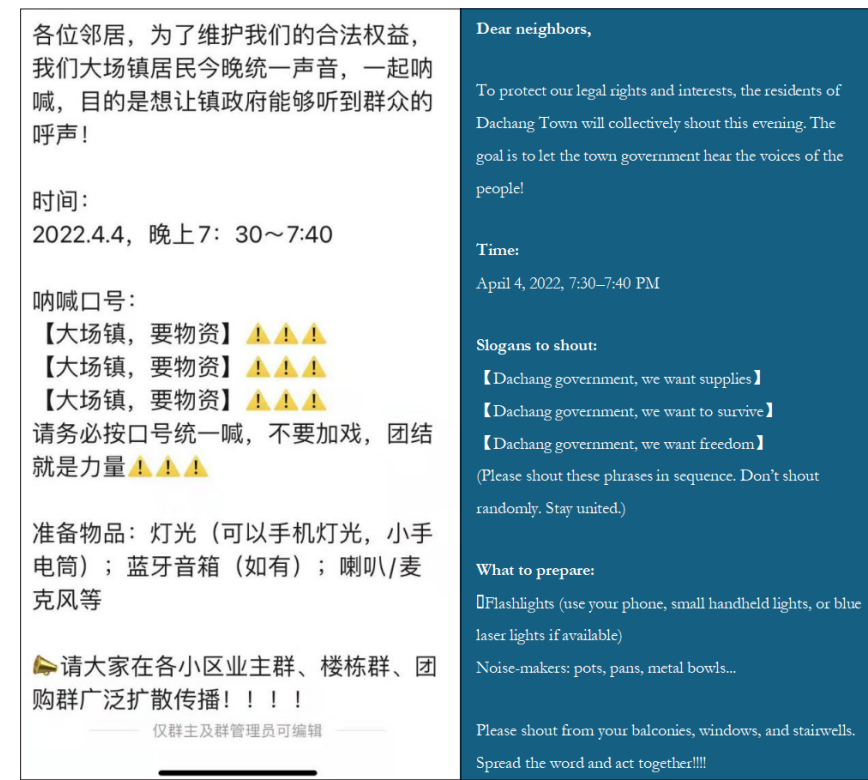 各位邻居，为了维护我们的合法权益，
我们大场镇居民今晚统一声音，一起呐
喊，目的是想让镇政府能够听到群众的
呼声！
时间：
2022.4.4，晚上7：30～7:40
呐喊口号：
【大场镇，要物资】⚠️⚠️⚠️
【大场镇，要物资】⚠️⚠️⚠️
【大场镇，要物资】⚠️⚠️⚠️
请务必按口号统一喊，不要加戏，团结
就是力量⚠️⚠️⚠️
准备物品：灯光（可以手机灯光，小手
电筒）；蓝牙音箱（如有）；喇叭/麦
克风等
📣请大家在各小区业主群、楼栋群、团
购群广泛扩散传播！！！！
仅群主及群管理员可编辑
Dear neighbors,
To protect our legal rights and interests, the residents of
Dachang Town will collectively shout this evening. The
goal is to let the town government hear the voices of the
people!
Time:
April 4, 2022, 7:30–7:40 PM
Slogans to shout:
【Dachang government, we want supplies】
【Dachang government, we want to survive】
【Dachang government, we want freedom】
(Please shout these phrases in sequence. Don't shout
randomly. Stay united.)
What to prepare:
▯Flashlights (use your phone, small handheld lights, or blue
laser lights if available)
Noise-makers: pots, pans, metal bowls...
Please shout from your balconies, windows, and stairwells.
Spread the word and act together!!!!